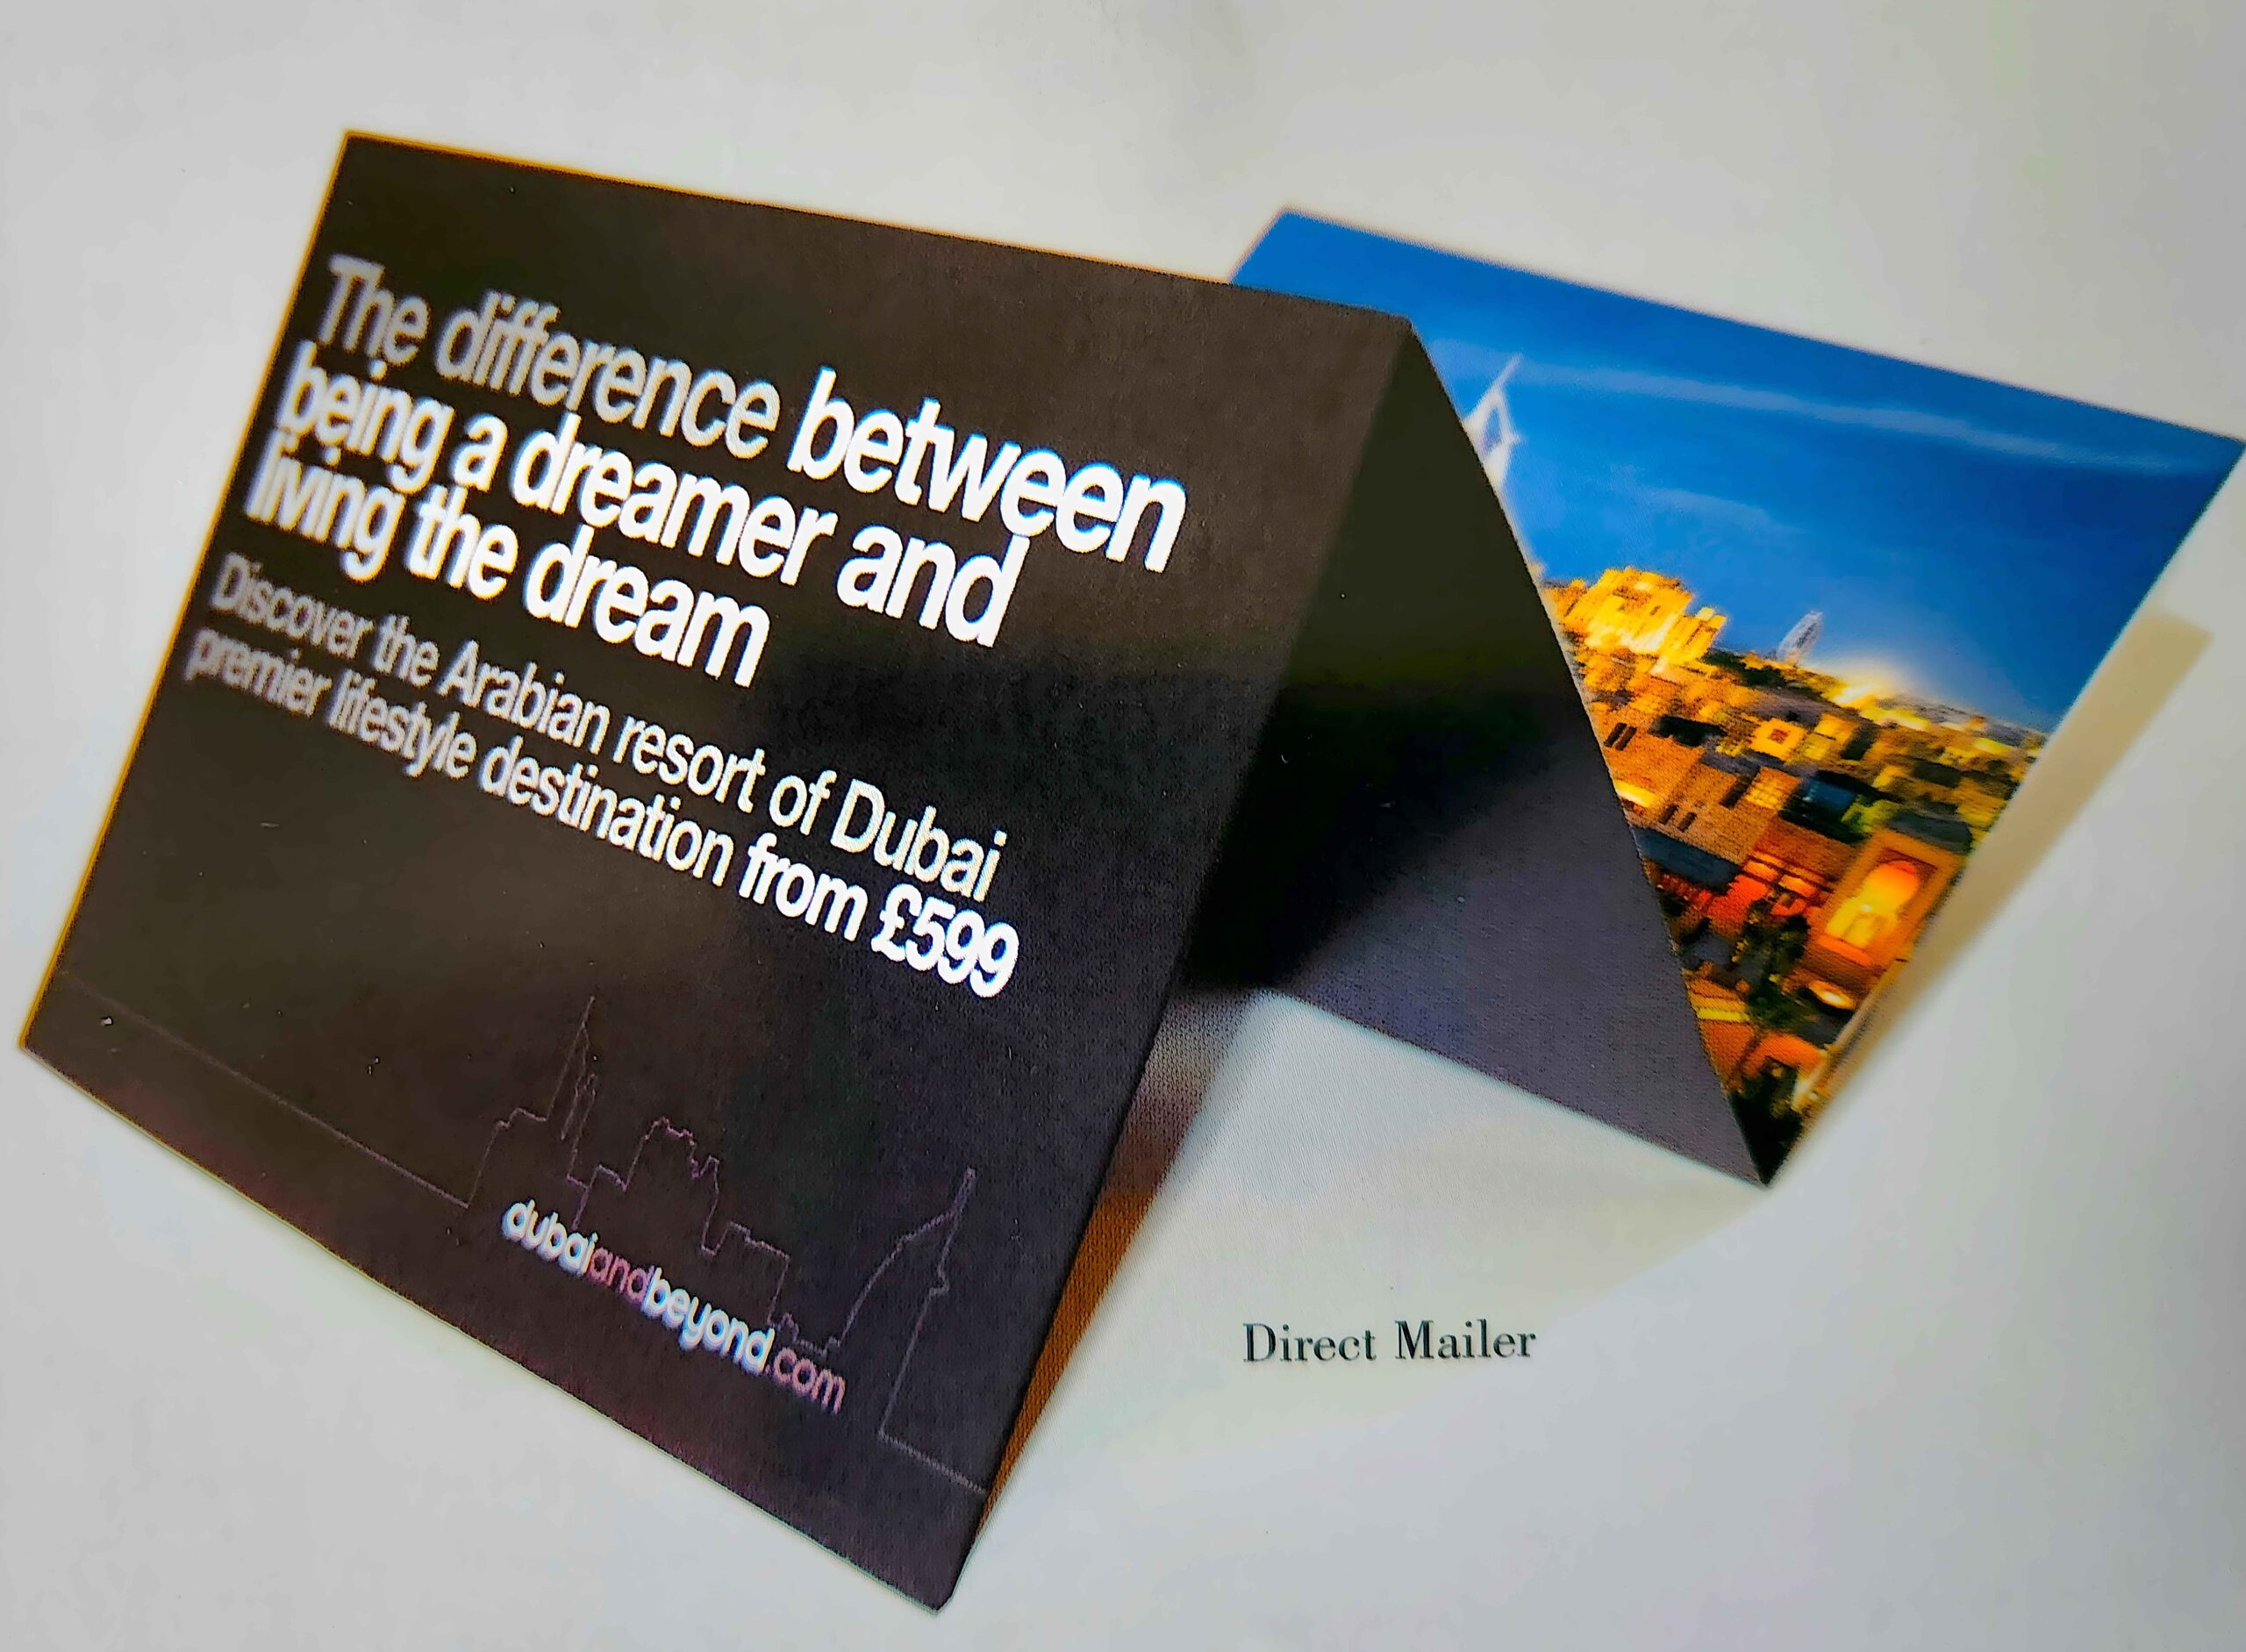 The difference between
being a dreamer and
living the dream
Discover the Arabian resort of Dubai
premier lifestyle destination from £599
dubaiandbeyond.com
Direct Mailer